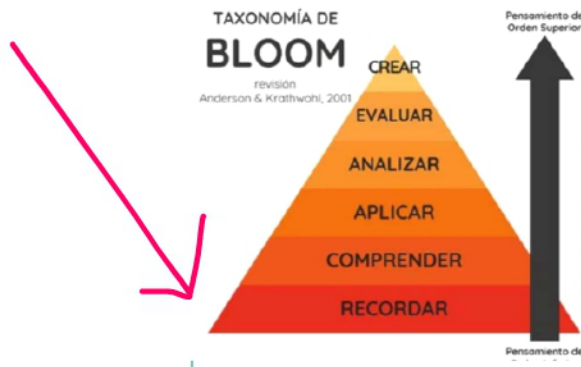 TAXONOMÍA DE
BLOOM
revisión
Anderson & Krathwohl, 2001
Pensamiento de
Orden Superior
CREAR
EVALUAR
ANALIZAR
APLICAR
COMPRENDER
RECORDAR
Pensamiento de